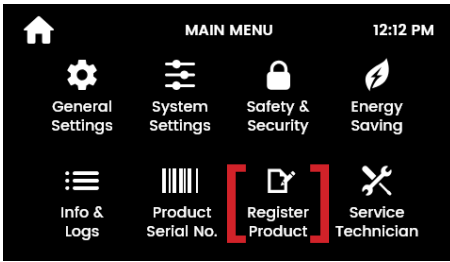 MAIN MENU 12:12 PM
General Settings
System Settings
Safety & Security
Energy Saving
Info & Logs
Product Serial No.
Register Product
Service Technician